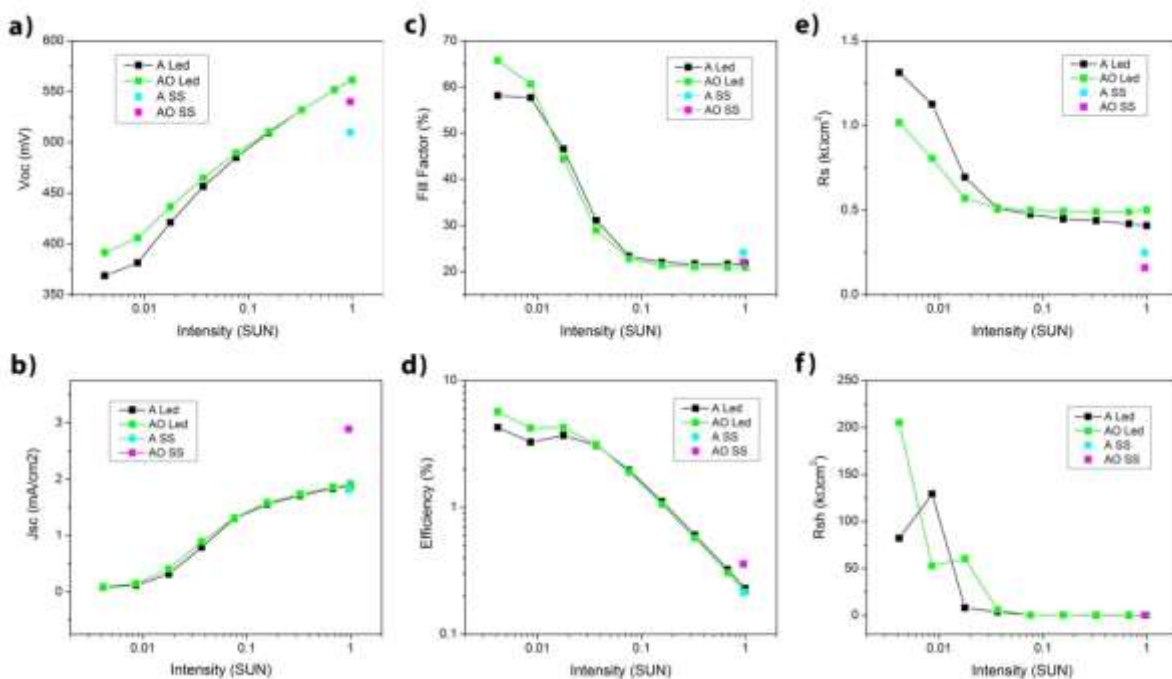 a)
600
550
500
450
400
350
Voc (mV)
A Led
AO Led
A SS
AO SS
0.01
0.1
1
Intensity (SUN)
c)
70
60
50
40
30
20
Fill Factor (%)
A Led
AO Led
A SS
AO SS
0.01
0.1
1
Intensity (SUN)
e)
1.5
1.0
0.5
0.0
Rs (kΩcm²)
A Led
AO Led
A SS
AO SS
0.01
0.1
1
Intensity (SUN)
b)
3
2
1
0
Jsc (mA/cm2)
A Led
AO Led
A SS
AO SS
0.01
0.1
1
Intensity (SUN)
d)
10
1
0.1
Efficiency (%)
A Led
AO Led
A SS
AO SS
0.01
0.1
1
Intensity (SUN)
f)
250
200
150
100
50
0
Rsh (kΩcm²)
A Led
AO Led
A SS
AO SS
0.01
0.1
1
Intensity (SUN)